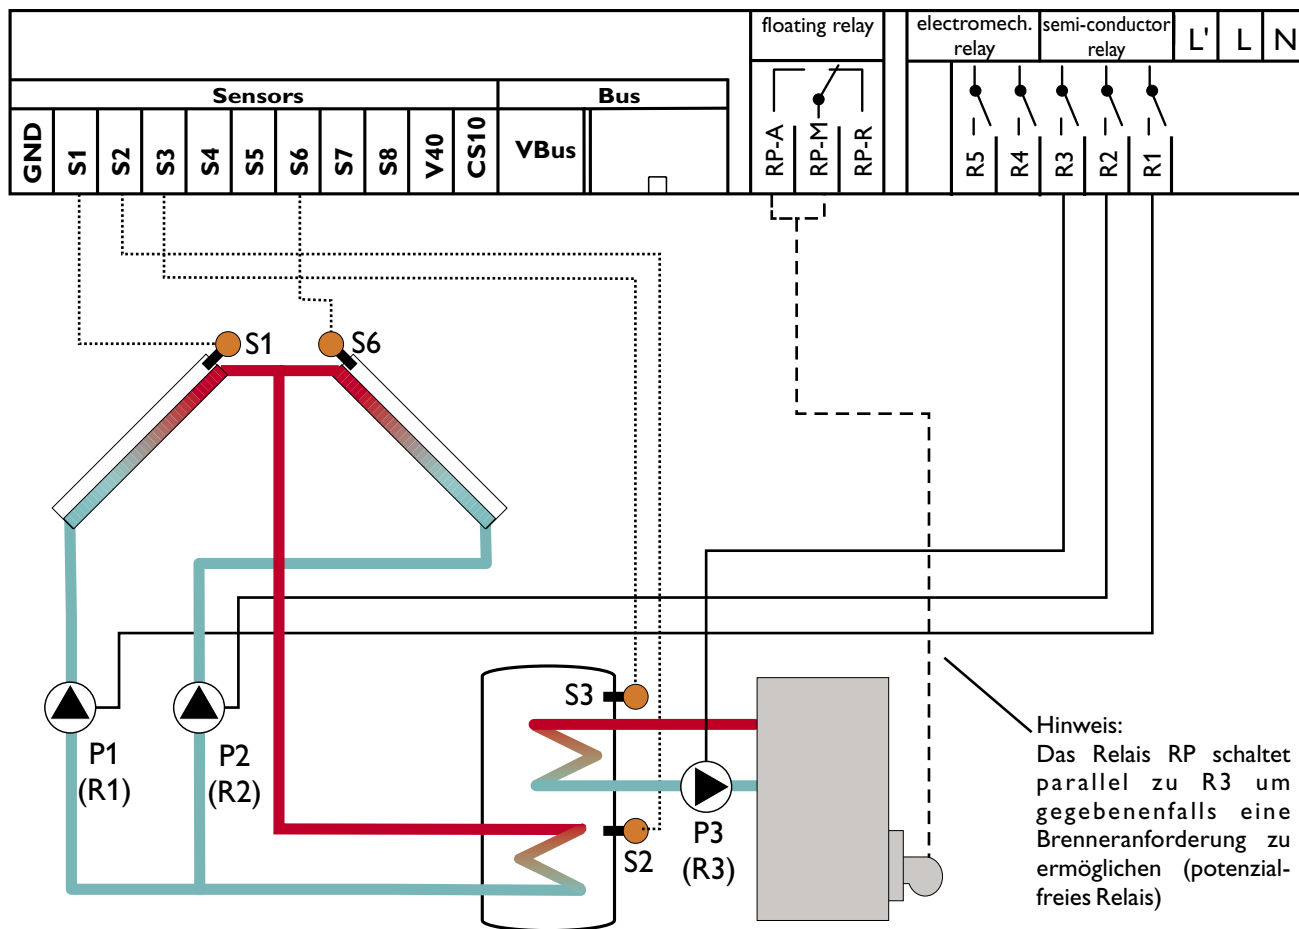 floating relay
electromech.
relay
semi-conductor
relay
L'
L
N
Sensors
Bus
GND
S1
S2
S3
S4
S5
S6
S7
S8
V40
CS10
VBus
RP-A
RP-M
RP-R
R5
R4
R3
R2
R1
S1
S6
S3
S2
P1
(R1)
P2
(R2)
P3
(R3)
Hinweis:
Das Relais RP schaltet
parallel zu R3 um
gegebenenfalls eine
Brenneranforderung zu
ermöglichen (potenzial-
freies Relais)